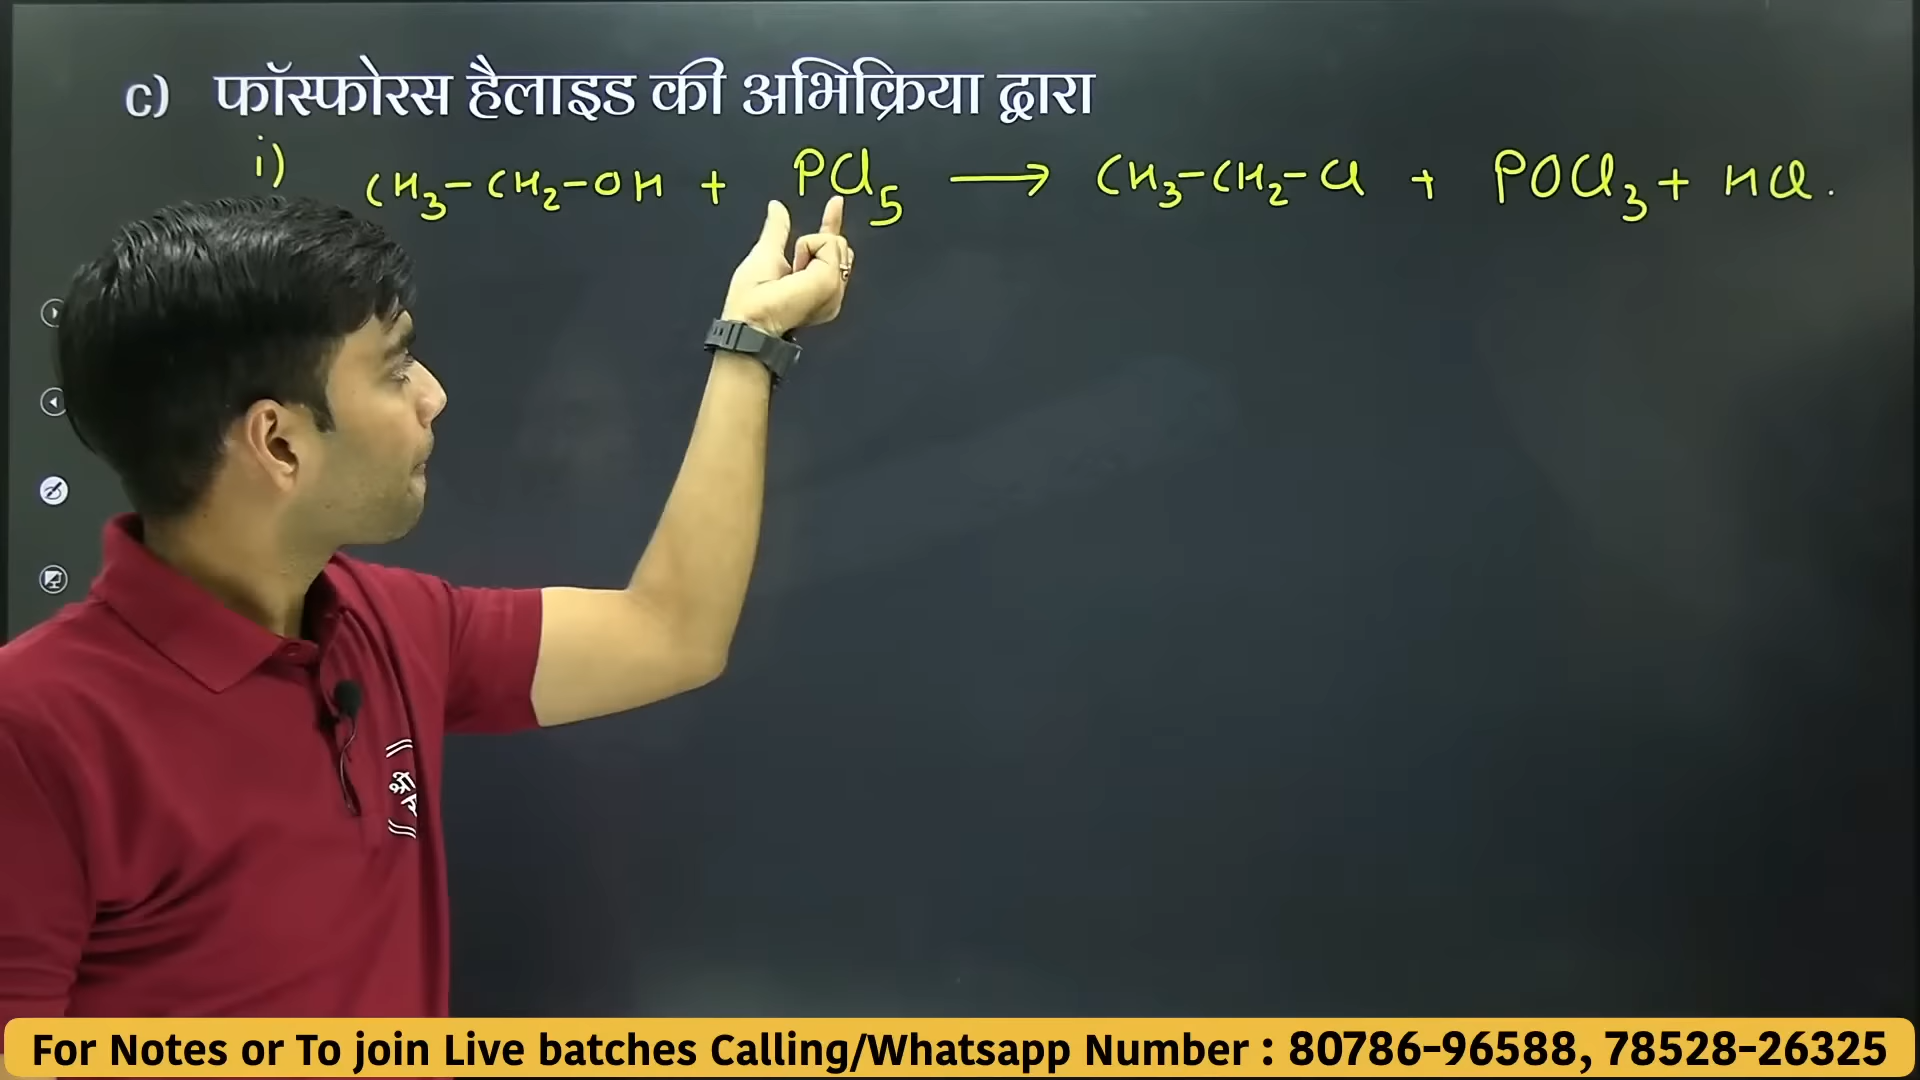 c) फॉस्फोरस हैलाइड की अभिक्रिया द्वारा
i) CH₃-CH₂-OH + PCl₅ ⟶ CH₃-CH₂-Cl + POCl₃ + HCl.
For Notes or To join Live batches Calling/Whatsapp Number : 80786-96588, 78528-26325